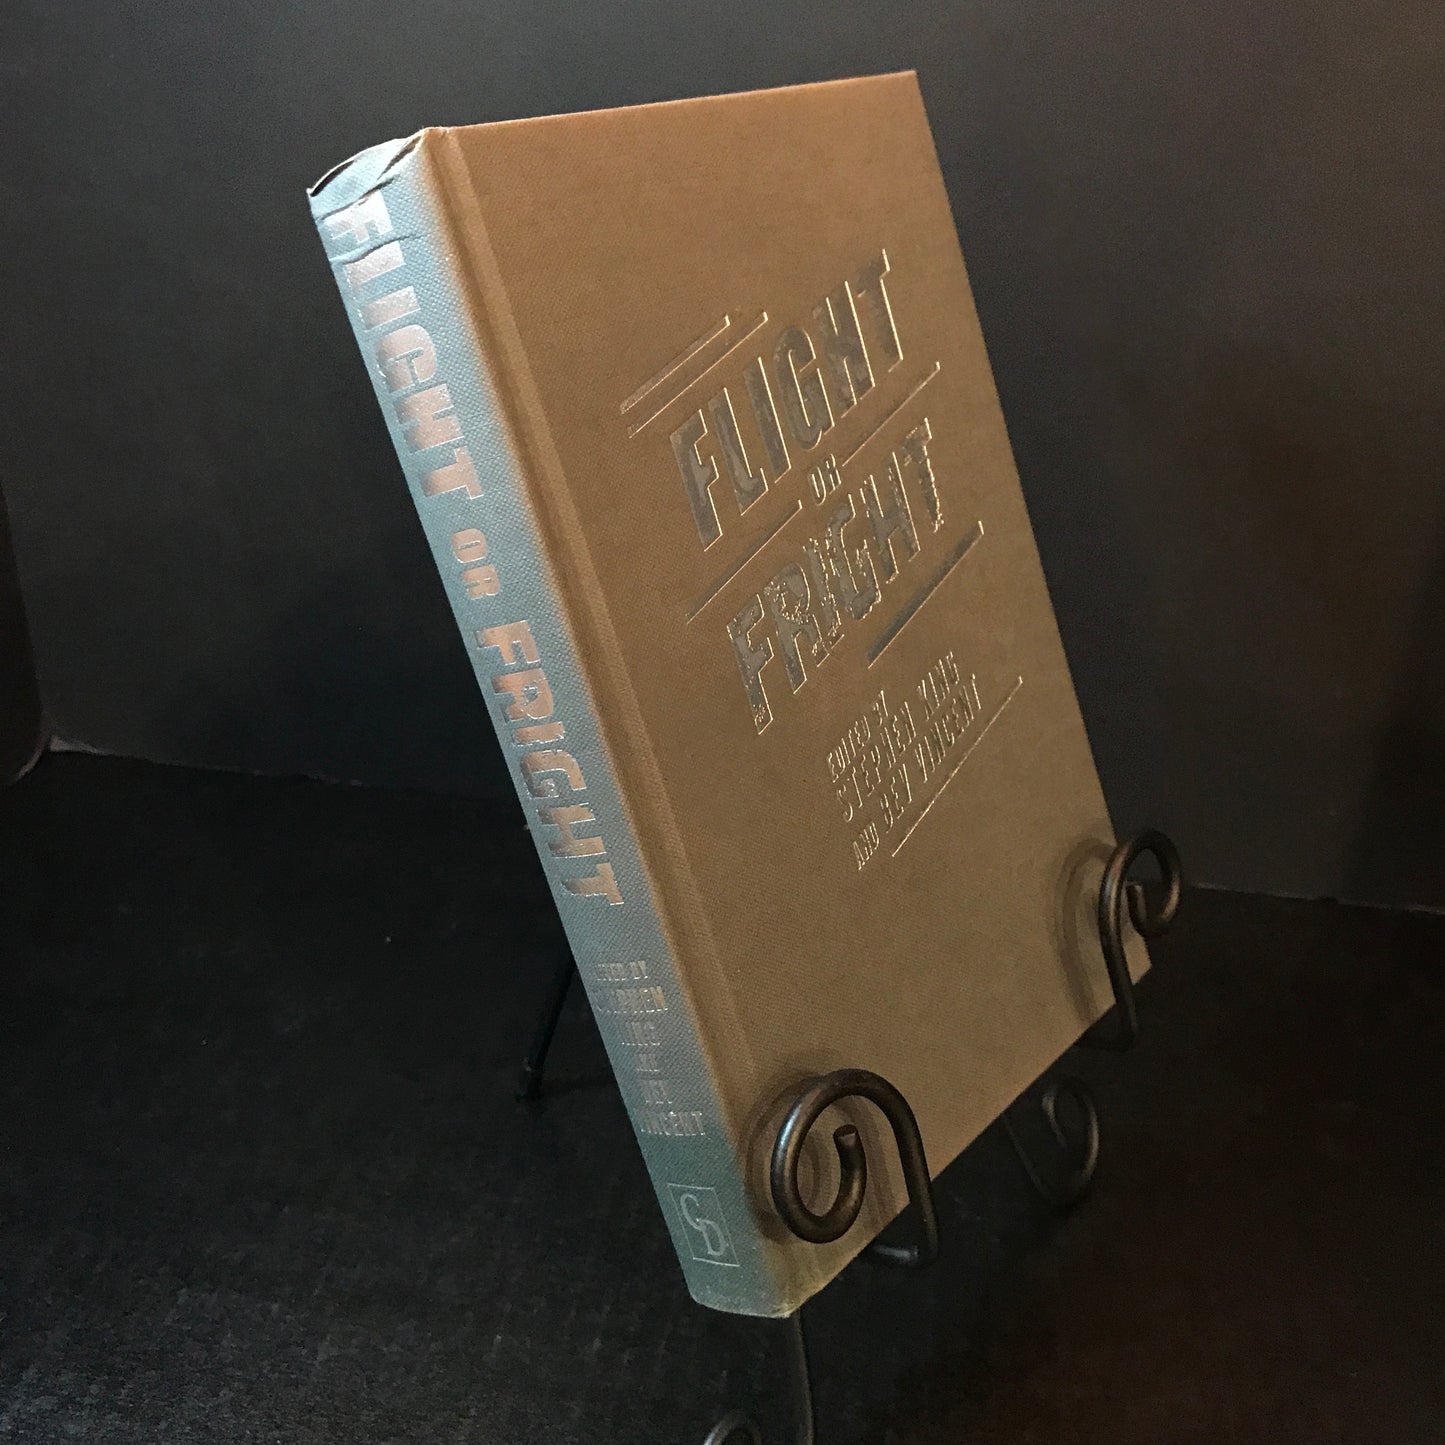 FLIGHT OR FRIGHT
CD
FLIGHT
OR
FRIGHT
EDITED BY
STEPHEN KING
AND BEV VINCENT